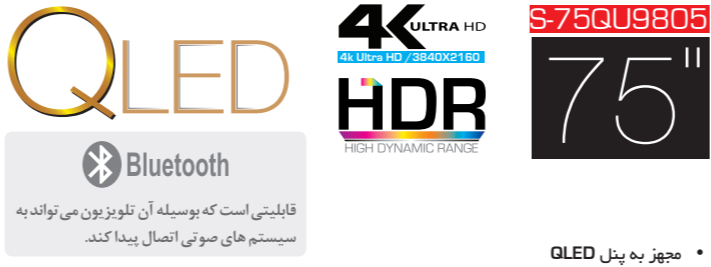 QLED
4K ULTRA HD
4k Ultra HD /3840X2160
HDR
HIGH DYNAMIC RANGE
S-75QU9805
75"
Bluetooth
قابلیتی است که بوسیله آن تلویزیون می‌تواند به
سیستم های صوتی اتصال پیدا کند.
• مجهز به پنل QLED